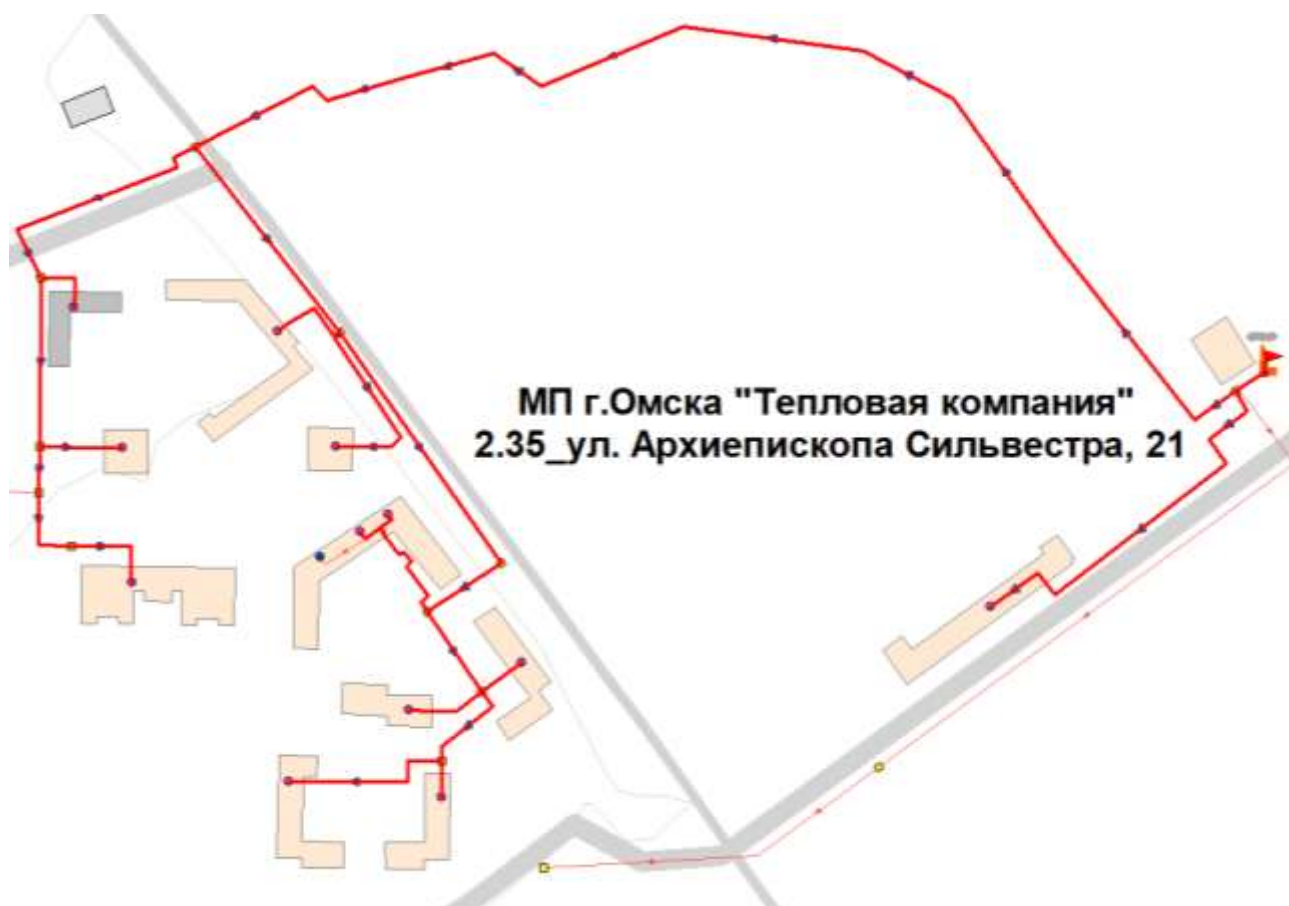 МП г.Омска "Тепловая компания"
2.35_ул. Архиепископа Сильвестра, 21